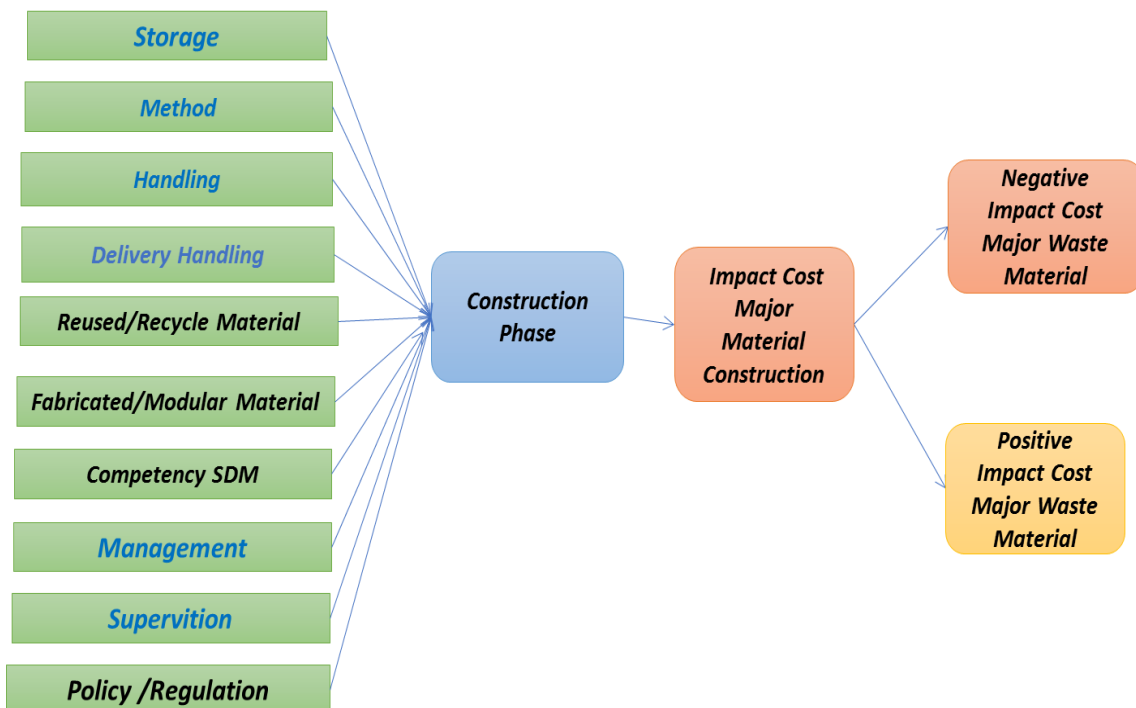 Storage
Method
Handling
Delivery Handling
Reused/Recycle Material
Fabricated/Modular Material
Competency SDM
Management
Supervition
Policy /Regulation
Construction
Phase
Impact Cost
Major
Material
Construction
Negative
Impact Cost
Major Waste
Material
Positive
Impact Cost
Major Waste
Material